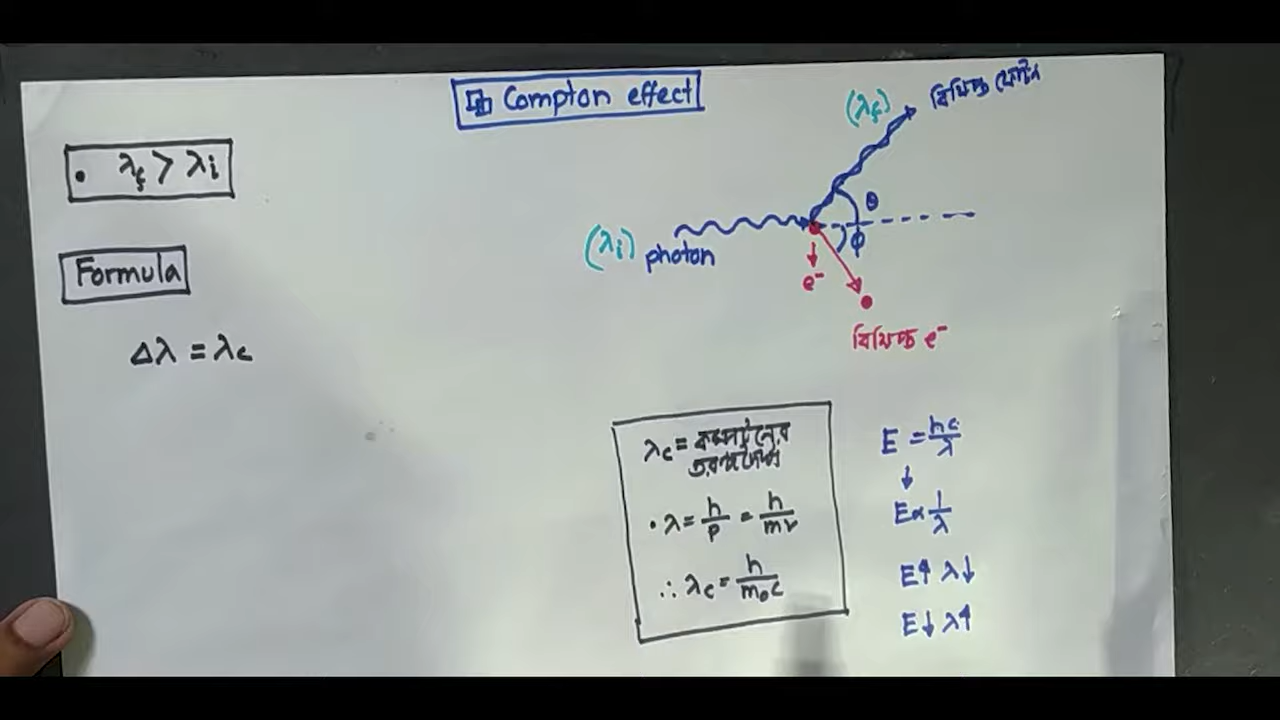 Compton effect
• λf > λi
Formula
Δλ = λc
(λi) photon
(λf)
বিক্ষিপ্ত ফোটন
θ
φ
e⁻
বিক্ষিপ্ত e⁻
λc = কম্পটনের
তরঙ্গদৈর্ঘ্য
• λ = h/p = h/mv
∴ λc = h/m₀c
E = hc/λ
↓
E ∝ 1/λ
E↑ λ↓
E↓ λ↑